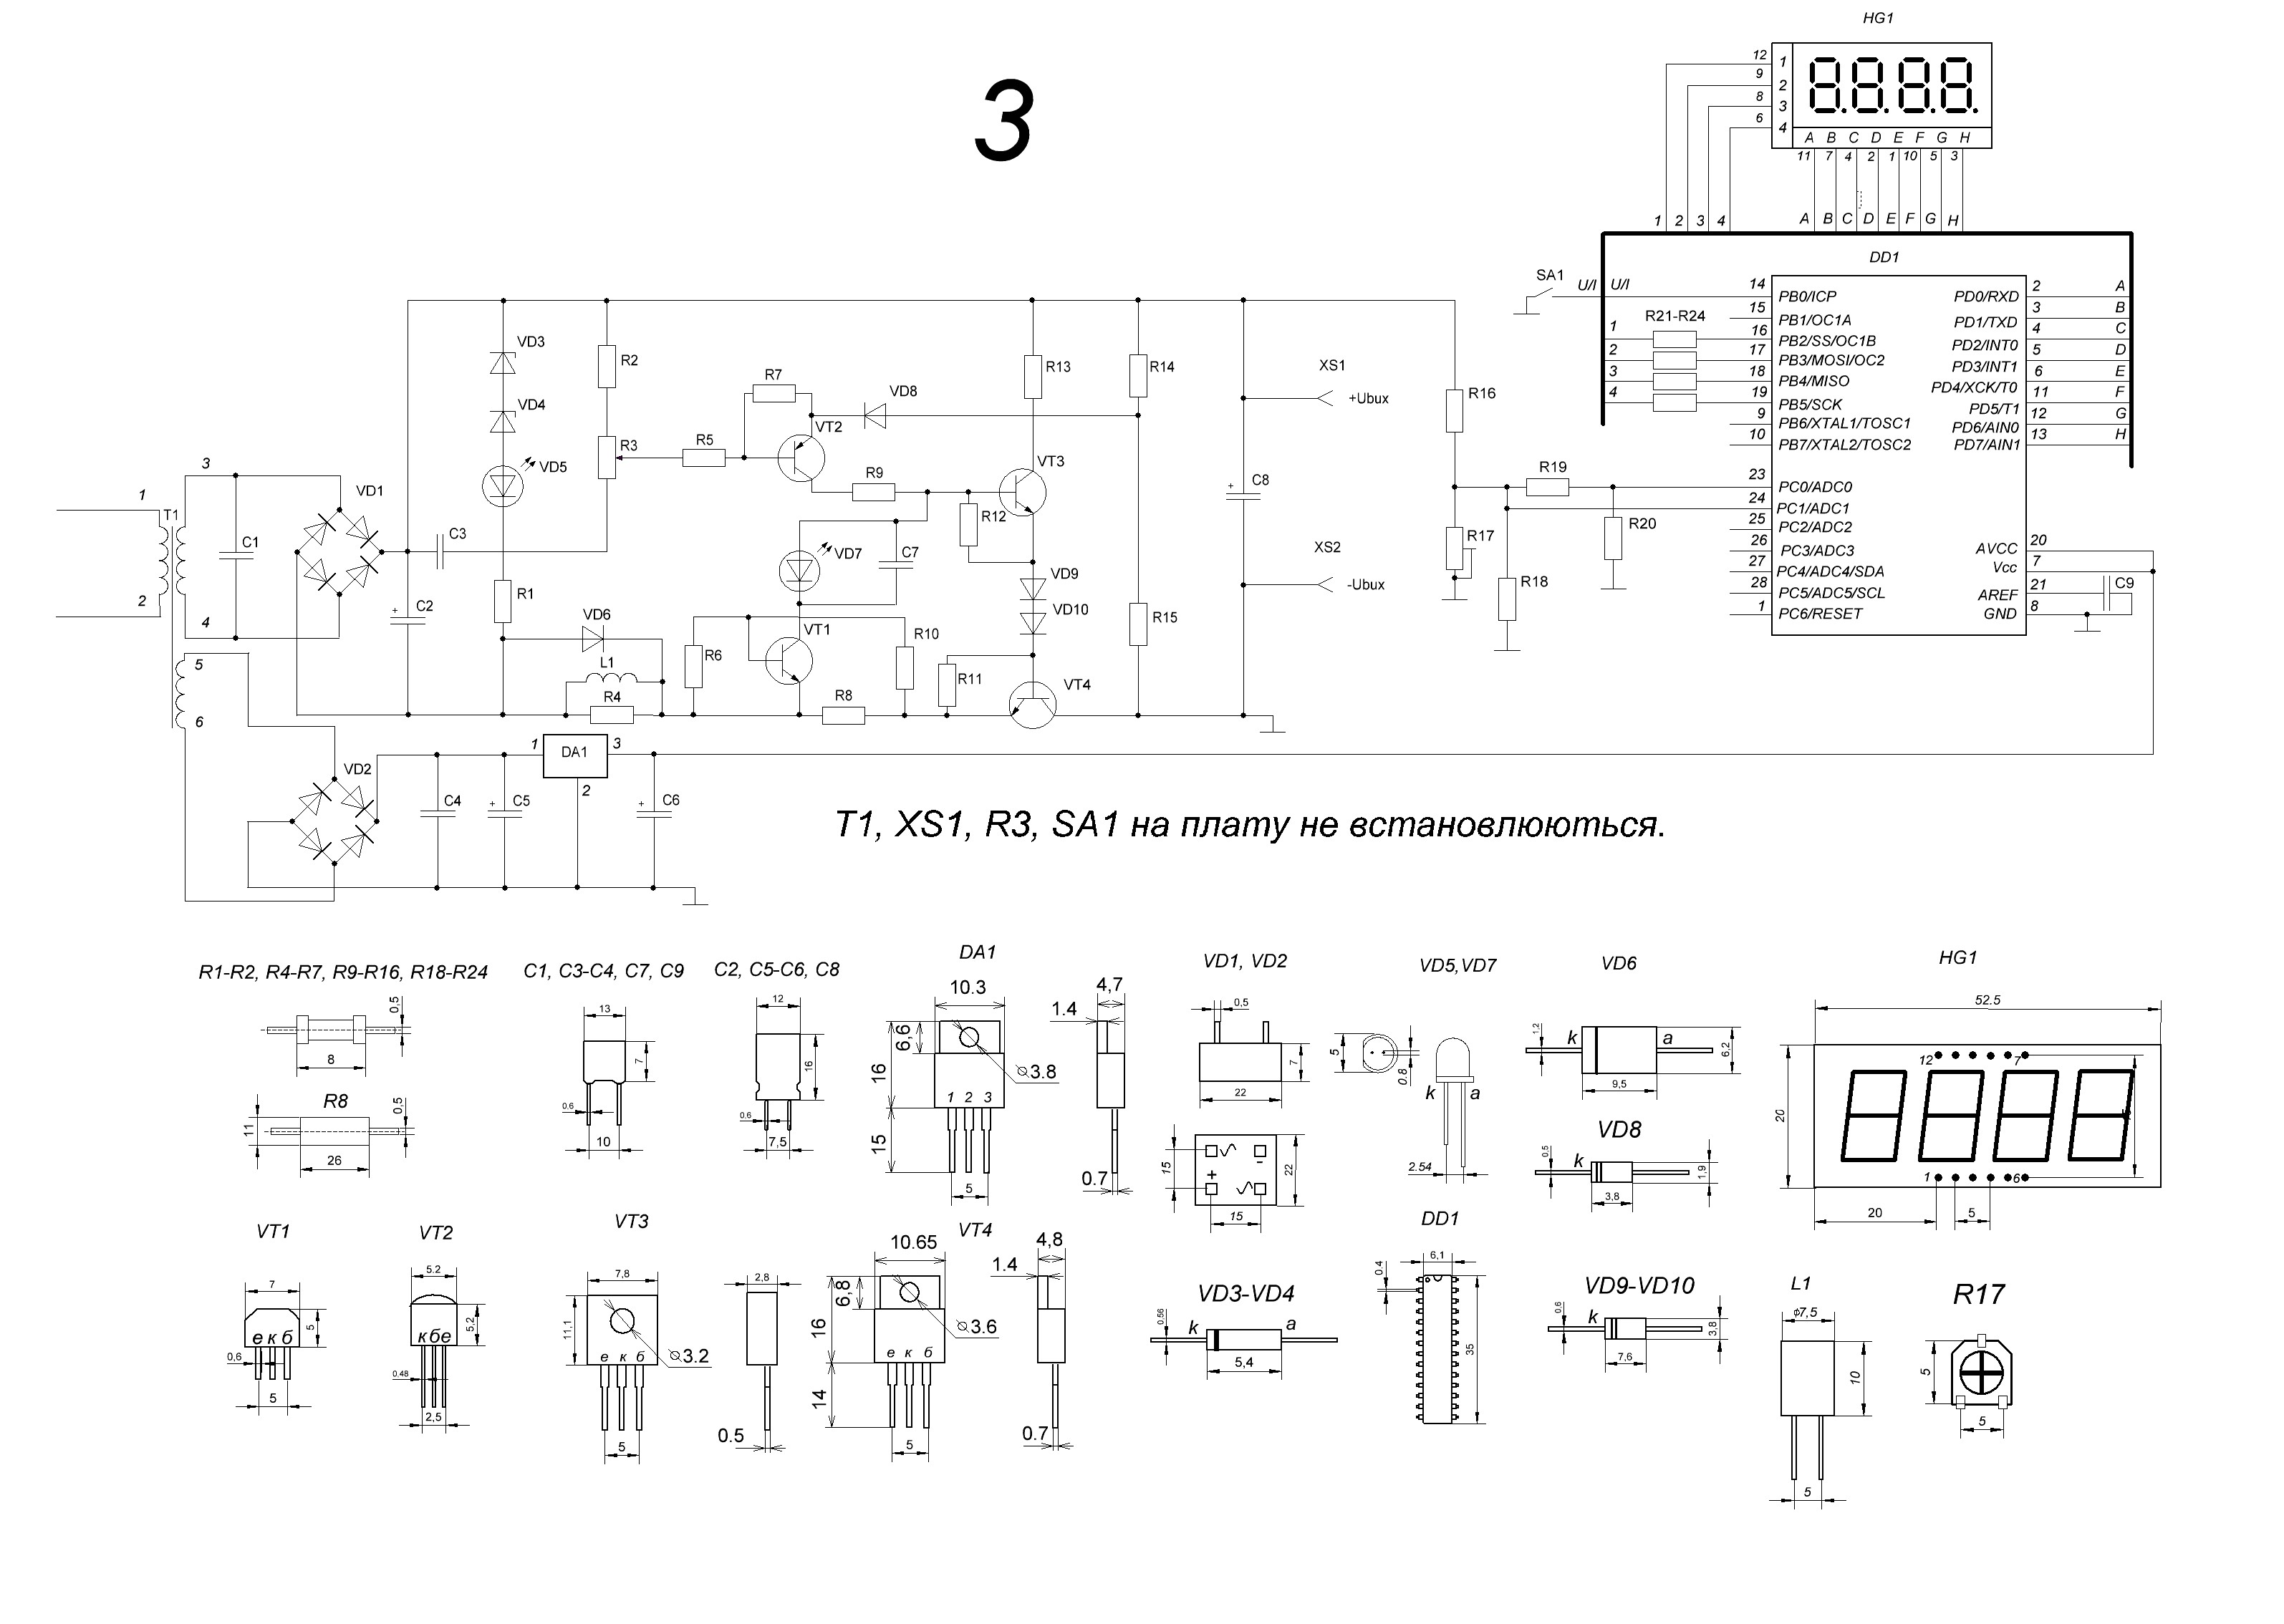 HG1
3
12 1
9 2
8 3
6 4
A B C D E F G H
11 7 4 2 1 10 5 3
1 2 3 4 A B C D E F G H
DD1
SA1 U/I U/I 14 PB0/ICP PD0/RXD 2 A
15 PB1/OC1A PD1/TXD 3 B
1 R21-R24 16 PB2/SS/OC1B PD2/INT0 4 C
2 17 PB3/MOSI/OC2 PD3/INT1 5 D
3 18 PB4/MISO PD4/XCK/T0 6 E
4 19 PB5/SCK PD5/T1 11 F
9 PB6/XTAL1/TOSC1 PD6/AIN0 12 G
10 PB7/XTAL2/TOSC2 PD7/AIN1 13 H
23 PC0/ADC0
24 PC1/ADC1
25 PC2/ADC2
26 PC3/ADC3 AVCC 20
27 PC4/ADC4/SDA Vcc 7
28 PC5/ADC5/SCL AREF 21 C9
1 PC6/RESET GND 8
VD3 R2 R7 VD8 R13 R14 XS1
VD4 +Ubux R16
R3 R5 VT2
VD5 R9 VT3
3 VD1 C8 R19
1 T1 R12 R20
C1 C3 VD7 C7 XS2 R17
2 R1 VD9 -Ubux R18
4 C2 VD6 VD10
VT1 R10 R15
5 L1 R6 R11
6 R4 R8 VT4
1 DA1 3
VD2 2
C4 + C5 + C6
T1, XS1, R3, SA1 на плату не встановлюються.
R1-R2, R4-R7, R9-R16, R18-R24
0,5
8
R8
11
0,5
26
C1, C3-C4, C7, C9
13
7
0.6
10
C2, C5-C6, C8
12
16
0.6
7,5
DA1
10.3
4,7
1.4
6,6
16
⌀3.8
1 2 3
15
0.7
5
VD1, VD2
0,5
7
22
+ -
15
22
15
VD5,VD7
5
0.8
k a
2.54
VD6
1.2
k a
6,2
9,5
VD8
0.5
k
1,9
3,8
HG1
52.5
12 7
20
1 6
20
5
VT1
7
5
е к б
0,6
5
VT2
5.2
5,2
к б е
0,48
2,5
VT3
7,8
11,1
⌀3.2
е к б
5
2,8
0.5
VT4
10.65
4,8
1.4
6,8
16
⌀3.6
е к б
14
5
0.7
VD3-VD4
0.56
k a
5,4
DD1
6,1
0.4
35
VD9-VD10
0.6
k
3,8
7,6
L1
⌀7,5
10
5
R17
5
5